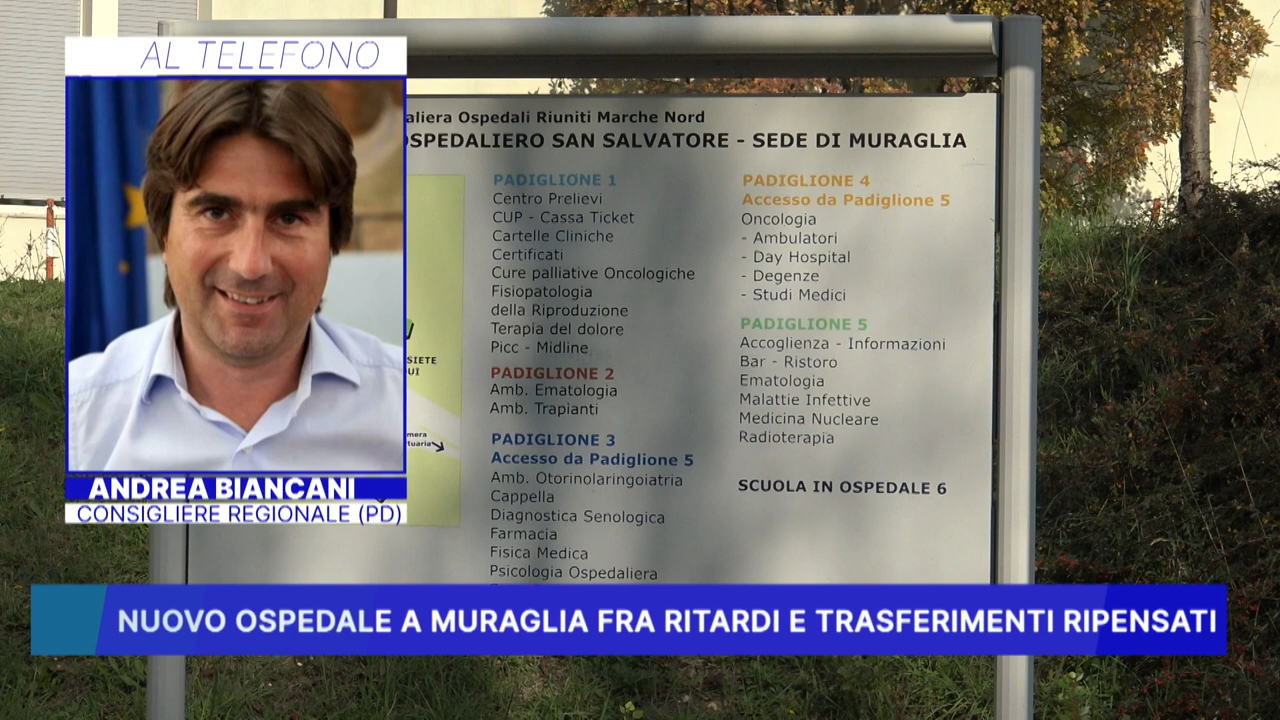 AL TELEFONO
ANDREA BIANCANI
CONSIGLIERE REGIONALE (PD)
Ospedali Riuniti Marche Nord
SAN SALVATORE - SEDE DI MURAGLIA
PADIGLIONE 1
Centro Prelievi
CUP - Cassa Ticket
Cartelle Cliniche
Certificati
Cure palliative Oncologiche
Fisiopatologia
della Riproduzione
Terapia del dolore
Picc - Midline
PADIGLIONE 2
Amb. Ematologia
Amb. Trapianti
PADIGLIONE 3
Accesso da Padiglione 5
Amb. Otorinolaringoiatria
Cappella
Diagnostica Senologica
Farmacia
Fisica Medica
Psicologia Ospedaliera
PADIGLIONE 4
Accesso da Padiglione 5
Oncologia
- Ambulatori
- Day Hospital
- Degenze
- Studi Medici
PADIGLIONE 5
Accoglienza - Informazioni
Bar - Ristoro
Ematologia
Malattie Infettive
Medicina Nucleare
Radioterapia
SCUOLA IN OSPEDALE 6
NUOVO OSPEDALE A MURAGLIA FRA RITARDI E TRASFERIMENTI RIPENSATI